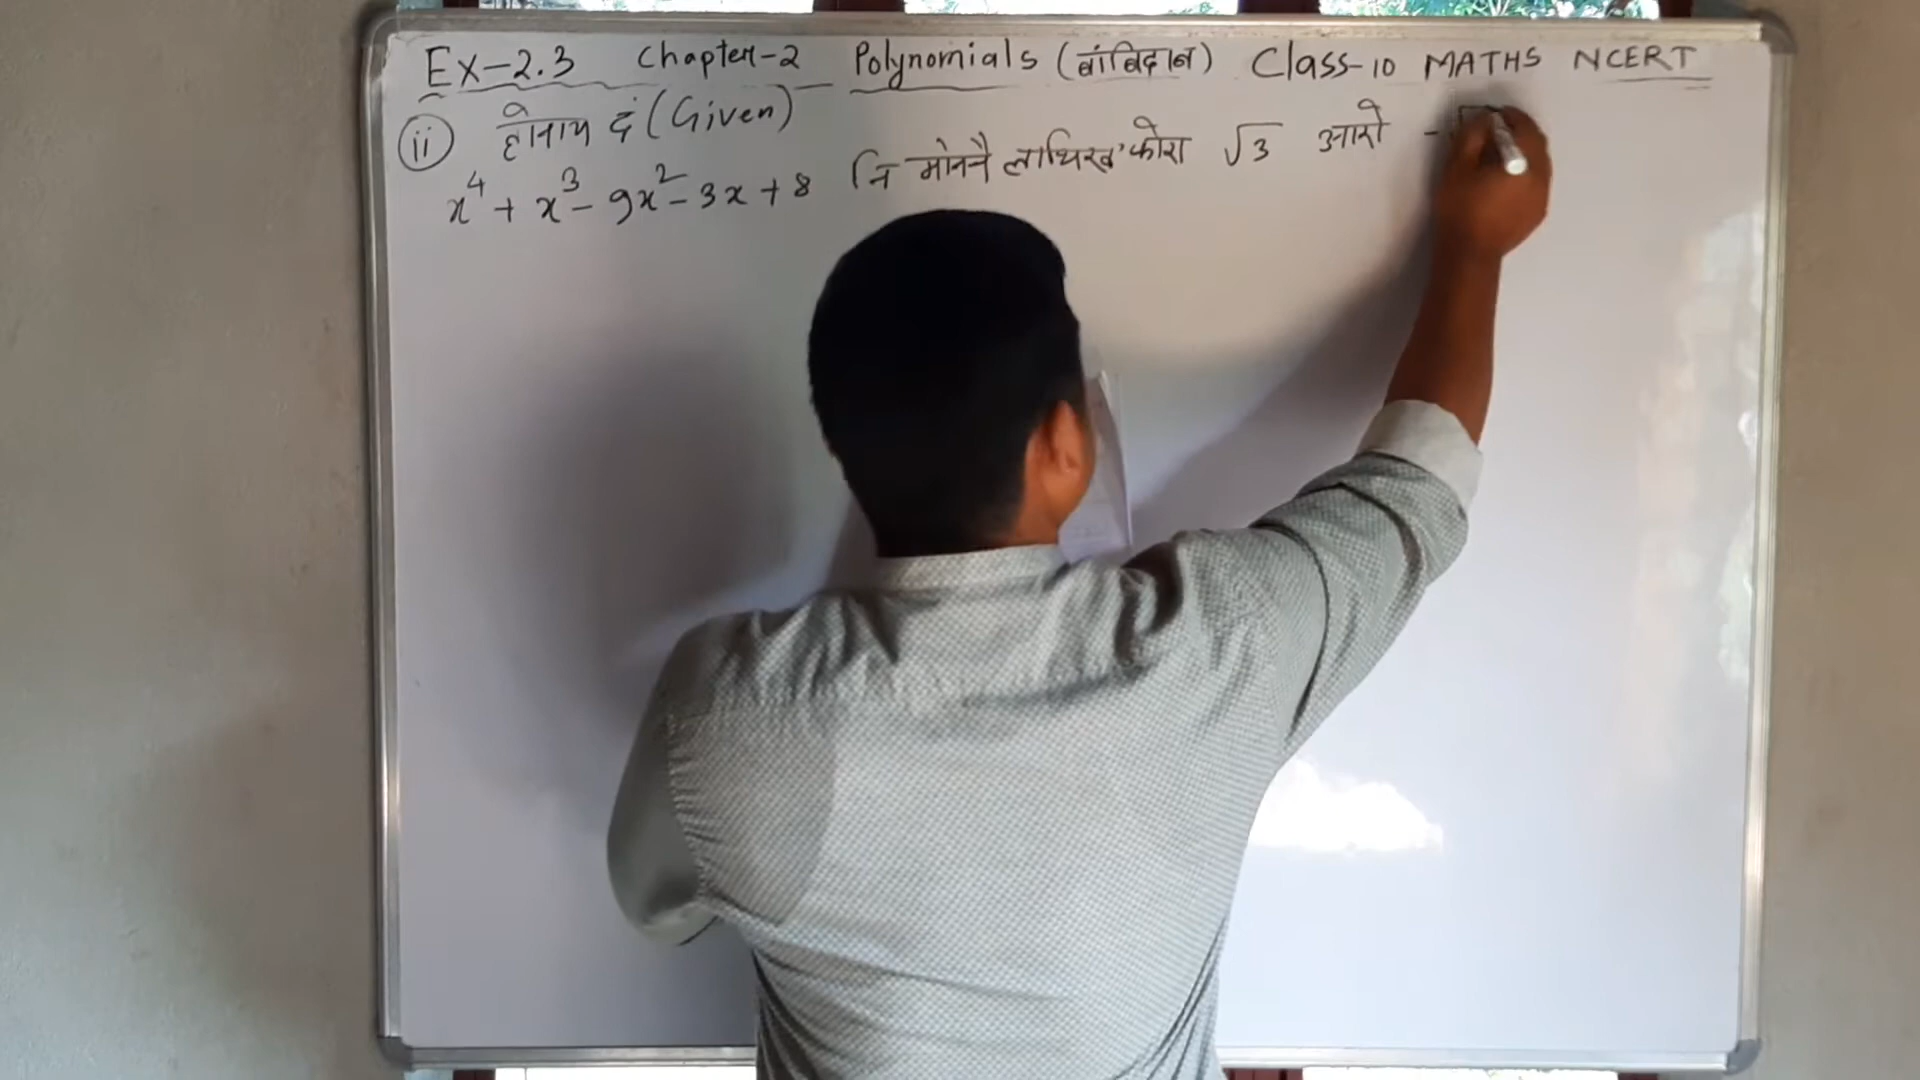 Ex-2.3 Chapter-2 Polynomials (बांबिदाब) Class-10 MATHS NCERT
ii होनाय दं (Given)
x⁴ + x³ - 9x² - 3x + 8 नि मोननै लाथिख' फोरा √3 आरो -√